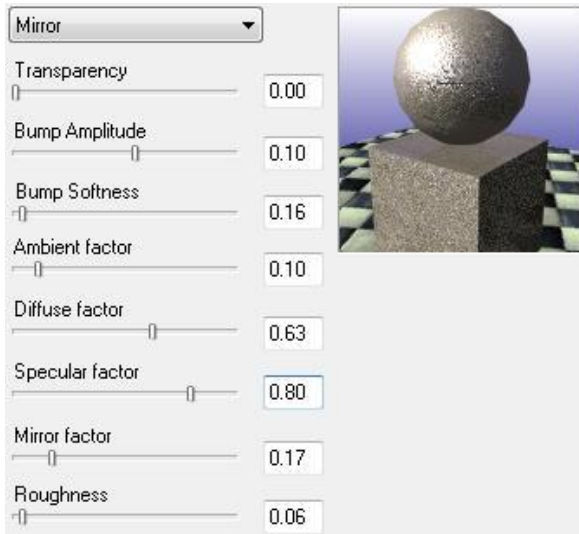 Mirror
Transparency
0.00
Bump Amplitude
0.10
Bump Softness
0.16
Ambient factor
0.10
Diffuse factor
0.63
Specular factor
0.80
Mirror factor
0.17
Roughness
0.06